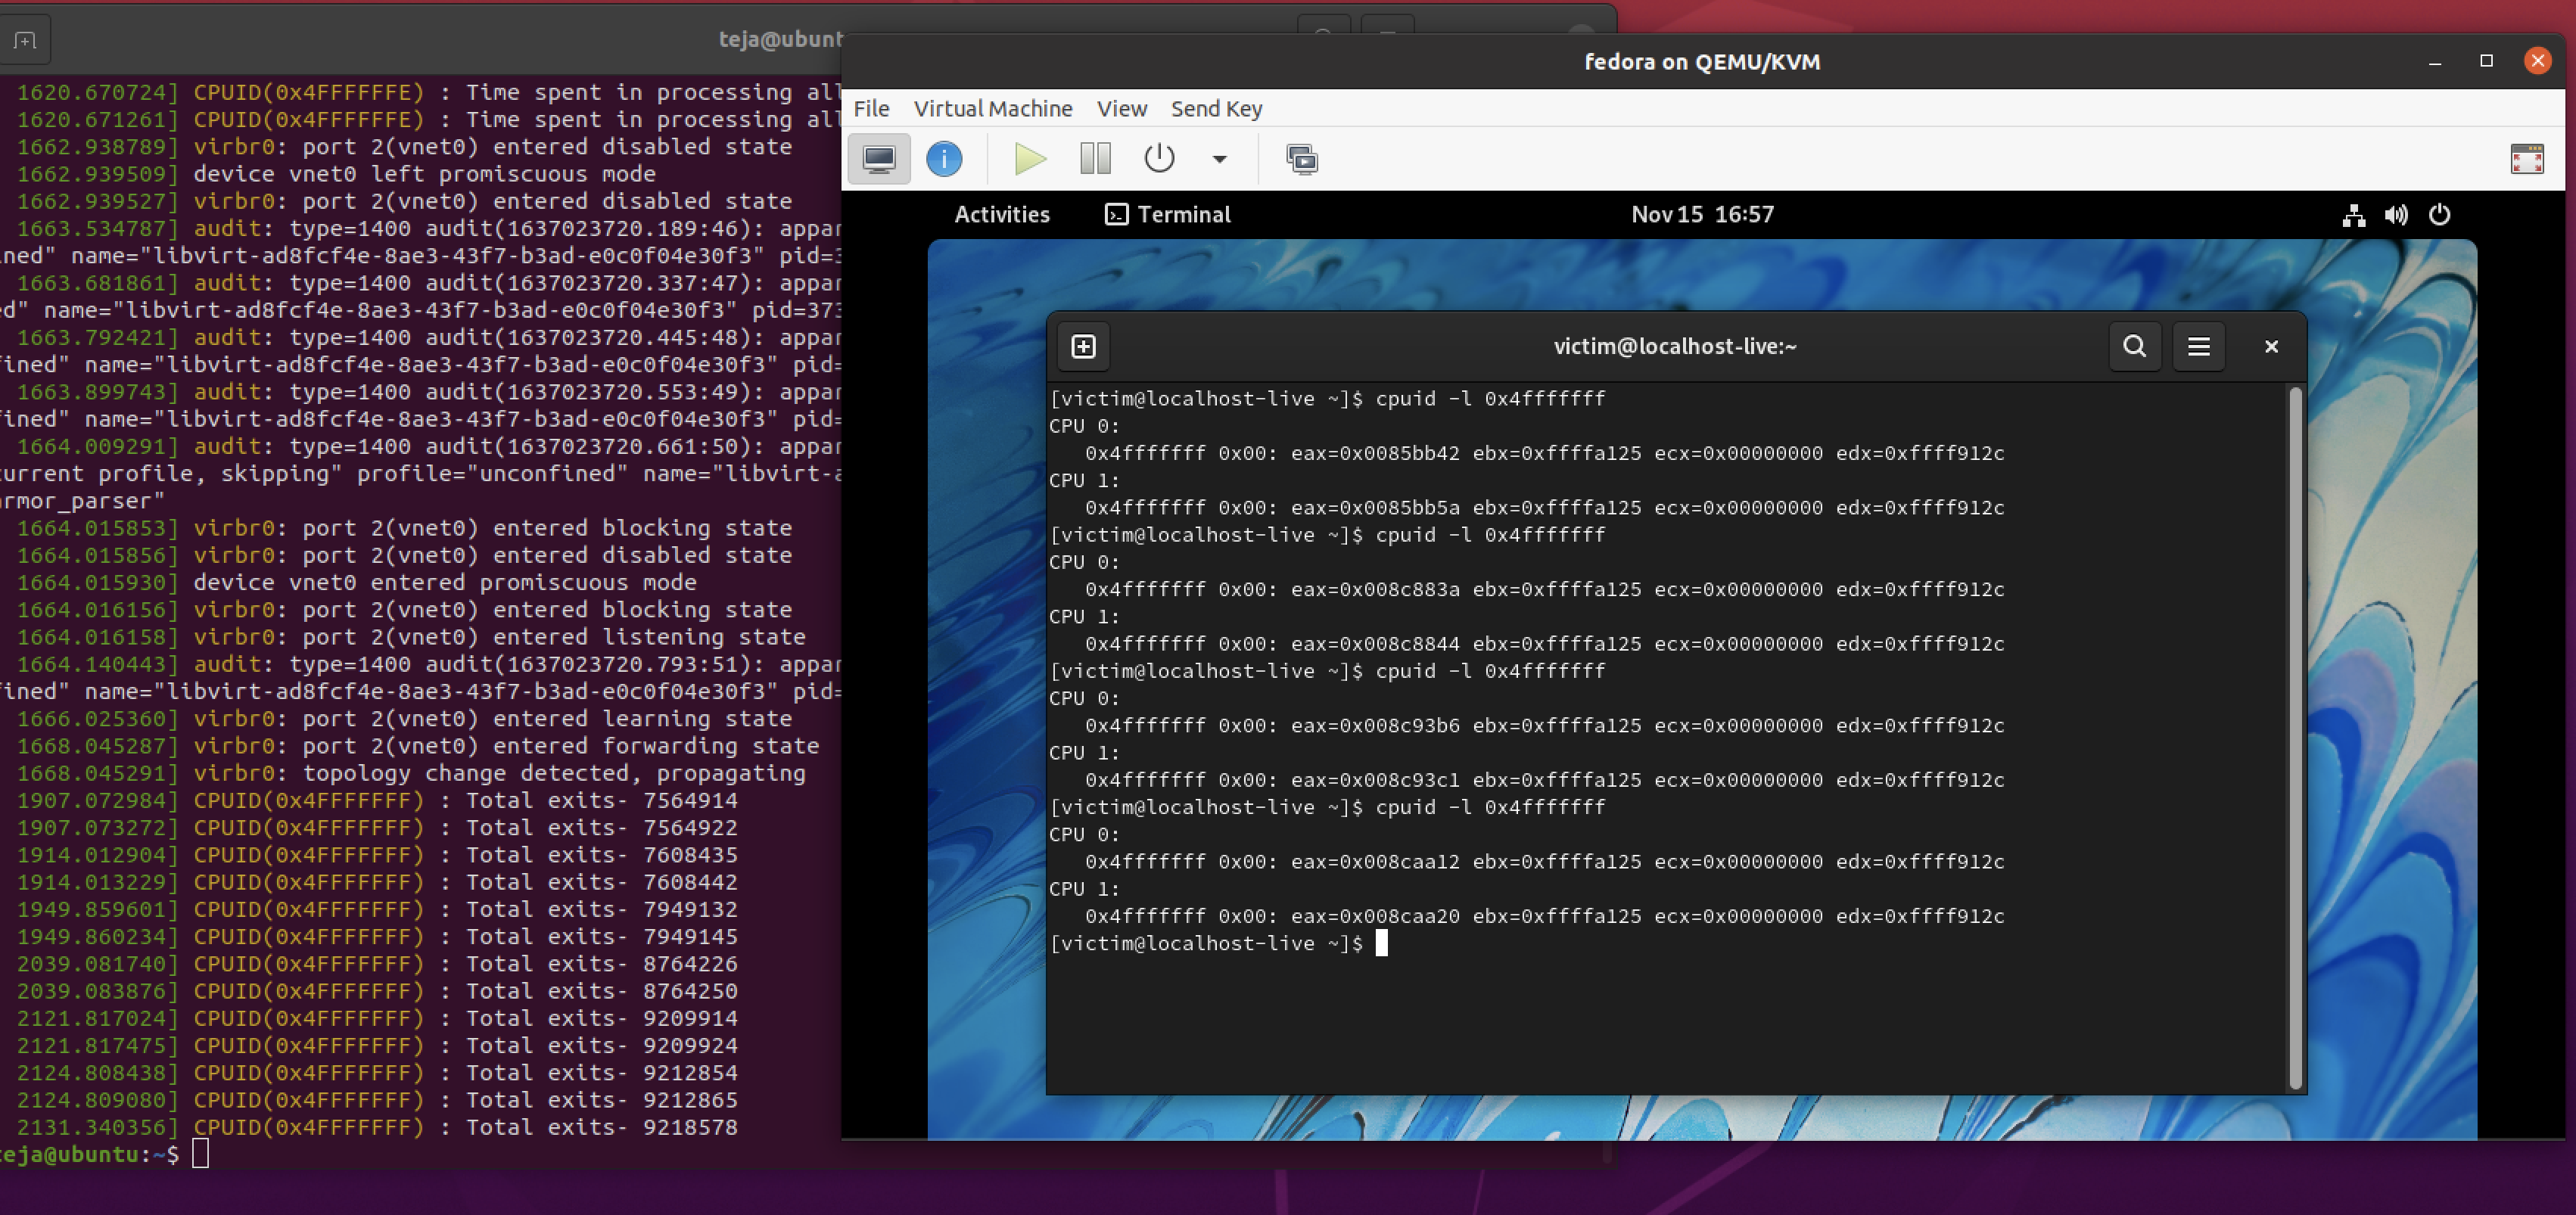 teja@ubunt
1620.670724] CPUID(0x4FFFFFFE) : Time spent in processing all
1620.671261] CPUID(0x4FFFFFFE) : Time spent in processing all
1662.938789] virbr0: port 2(vnet0) entered disabled state
1662.939509] device vnet0 left promiscuous mode
1662.939527] virbr0: port 2(vnet0) entered disabled state
1663.534787] audit: type=1400 audit(1637023720.189:46): appar
ned" name="libvirt-ad8fcf4e-8ae3-43f7-b3ad-e0c0f04e30f3" pid=3
1663.681861] audit: type=1400 audit(1637023720.337:47): appar
ed" name="libvirt-ad8fcf4e-8ae3-43f7-b3ad-e0c0f04e30f3" pid=373
1663.792421] audit: type=1400 audit(1637023720.445:48): appar
fined" name="libvirt-ad8fcf4e-8ae3-43f7-b3ad-e0c0f04e30f3" pid=
1663.899743] audit: type=1400 audit(1637023720.553:49): appar
fined" name="libvirt-ad8fcf4e-8ae3-43f7-b3ad-e0c0f04e30f3" pid=
1664.009291] audit: type=1400 audit(1637023720.661:50): appar
current profile, skipping" profile="unconfined" name="libvirt-a
armor_parser"
1664.015853] virbr0: port 2(vnet0) entered blocking state
1664.015856] virbr0: port 2(vnet0) entered disabled state
1664.015930] device vnet0 entered promiscuous mode
1664.016156] virbr0: port 2(vnet0) entered blocking state
1664.016158] virbr0: port 2(vnet0) entered listening state
1664.140443] audit: type=1400 audit(1637023720.793:51): appar
fined" name="libvirt-ad8fcf4e-8ae3-43f7-b3ad-e0c0f04e30f3" pid=
1666.025360] virbr0: port 2(vnet0) entered learning state
1668.045287] virbr0: port 2(vnet0) entered forwarding state
1668.045291] virbr0: topology change detected, propagating
1907.072984] CPUID(0x4FFFFFFF) : Total exits- 7564914
1907.073272] CPUID(0x4FFFFFFF) : Total exits- 7564922
1914.012904] CPUID(0x4FFFFFFF) : Total exits- 7608435
1914.013229] CPUID(0x4FFFFFFF) : Total exits- 7608442
1949.859601] CPUID(0x4FFFFFFF) : Total exits- 7949132
1949.860234] CPUID(0x4FFFFFFF) : Total exits- 7949145
2039.081740] CPUID(0x4FFFFFFF) : Total exits- 8764226
2039.083876] CPUID(0x4FFFFFFF) : Total exits- 8764250
2121.817024] CPUID(0x4FFFFFFF) : Total exits- 9209914
2121.817475] CPUID(0x4FFFFFFF) : Total exits- 9209924
2124.808438] CPUID(0x4FFFFFFF) : Total exits- 9212854
2124.809080] CPUID(0x4FFFFFFF) : Total exits- 9212865
2131.340356] CPUID(0x4FFFFFFF) : Total exits- 9218578
teja@ubuntu:~$
fedora on QEMU/KVM
File Virtual Machine View Send Key
Activities Terminal Nov 15 16:57
victim@localhost-live:~
[victim@localhost-live ~]$ cpuid -l 0x4fffffff
CPU 0:
0x4fffffff 0x00: eax=0x0085bb42 ebx=0xffffa125 ecx=0x00000000 edx=0xffff912c
CPU 1:
0x4fffffff 0x00: eax=0x0085bb5a ebx=0xffffa125 ecx=0x00000000 edx=0xffff912c
[victim@localhost-live ~]$ cpuid -l 0x4fffffff
CPU 0:
0x4fffffff 0x00: eax=0x008c883a ebx=0xffffa125 ecx=0x00000000 edx=0xffff912c
CPU 1:
0x4fffffff 0x00: eax=0x008c8844 ebx=0xffffa125 ecx=0x00000000 edx=0xffff912c
[victim@localhost-live ~]$ cpuid -l 0x4fffffff
CPU 0:
0x4fffffff 0x00: eax=0x008c93b6 ebx=0xffffa125 ecx=0x00000000 edx=0xffff912c
CPU 1:
0x4fffffff 0x00: eax=0x008c93c1 ebx=0xffffa125 ecx=0x00000000 edx=0xffff912c
[victim@localhost-live ~]$ cpuid -l 0x4fffffff
CPU 0:
0x4fffffff 0x00: eax=0x008caa12 ebx=0xffffa125 ecx=0x00000000 edx=0xffff912c
CPU 1:
0x4fffffff 0x00: eax=0x008caa20 ebx=0xffffa125 ecx=0x00000000 edx=0xffff912c
[victim@localhost-live ~]$